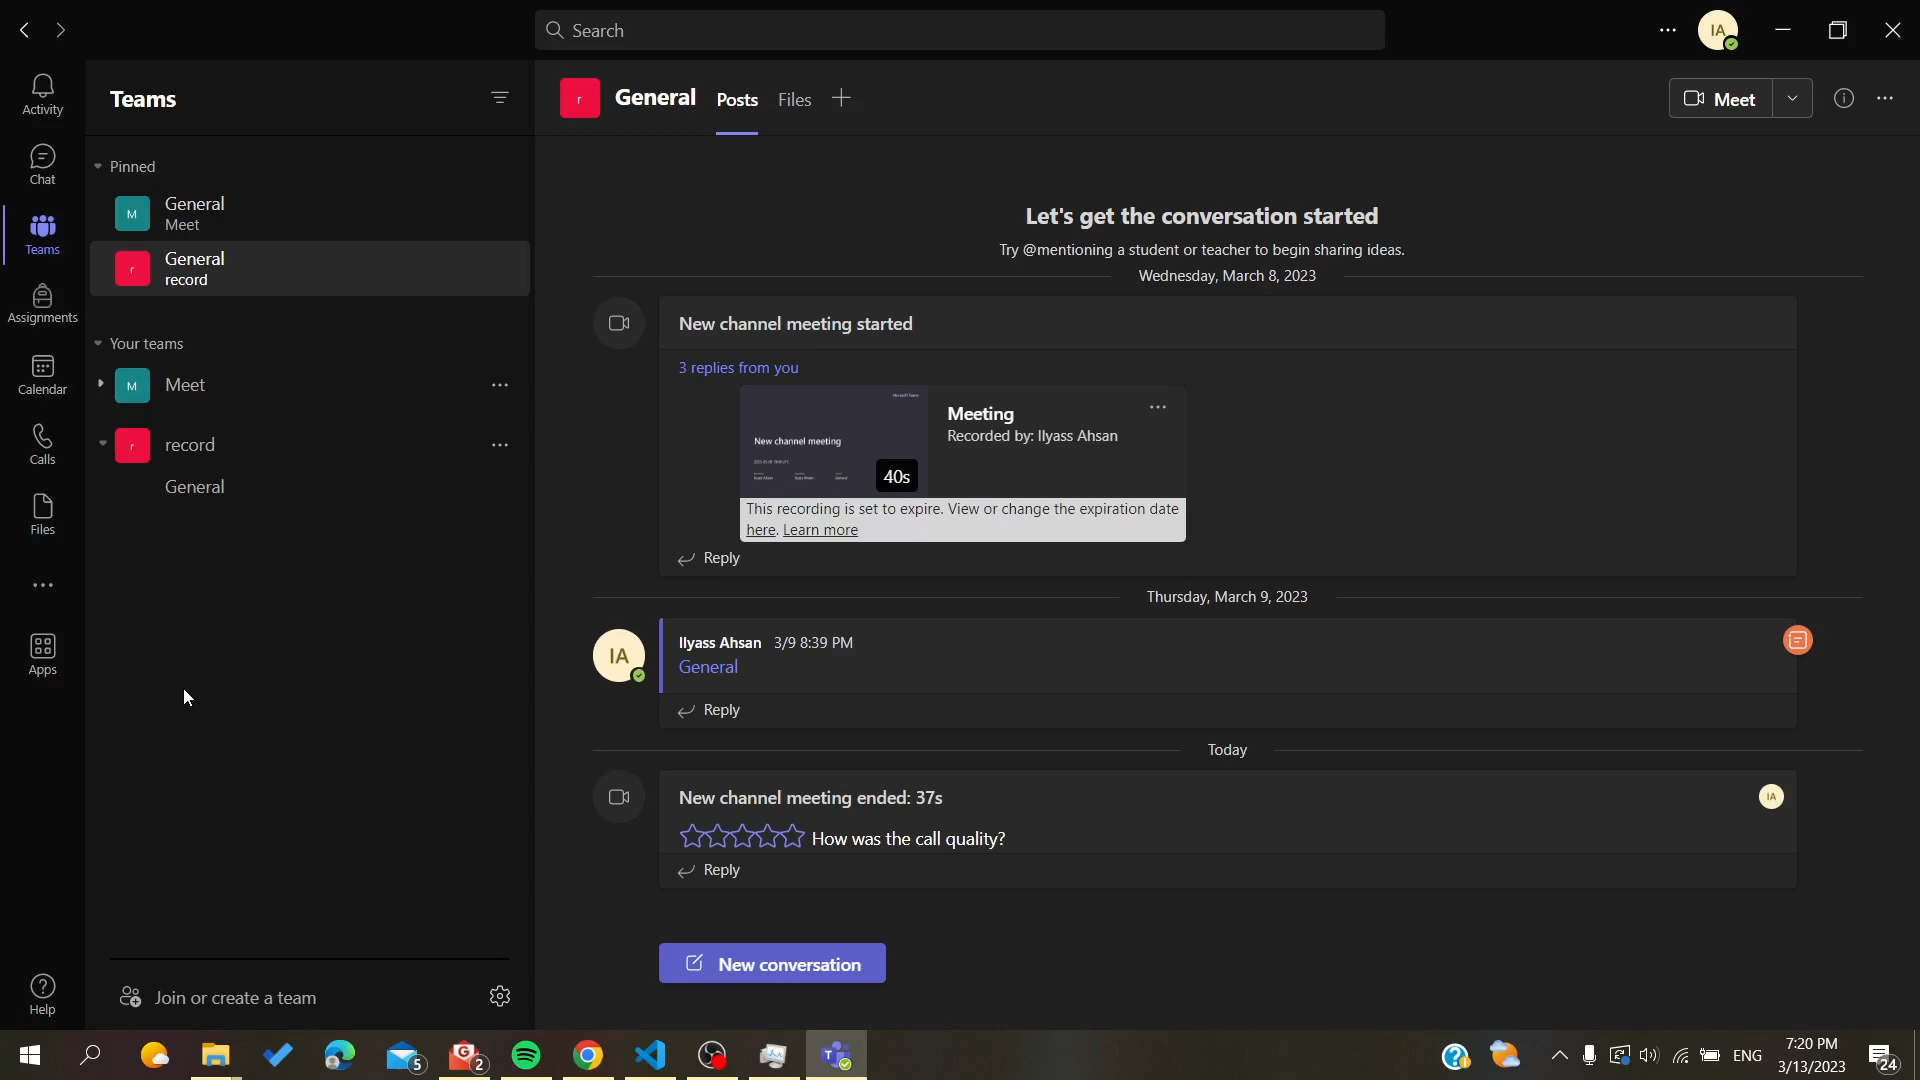 Search
IA
Activity
Chat
Teams
Assignments
Calendar
Calls
Files
Apps
Help
Teams
Pinned
M
General
Meet
r
General
record
Your teams
M
Meet
r
record
General
Join or create a team
r
General
Posts
Files
Meet
Let's get the conversation started
Try @mentioning a student or teacher to begin sharing ideas.
Wednesday, March 8, 2023
New channel meeting started
3 replies from you
New channel meeting
40s
Meeting
Recorded by: Ilyass Ahsan
This recording is set to expire. View or change the expiration date
here. Learn more
Reply
Thursday, March 9, 2023
IA
Ilyass Ahsan 3/9 8:39 PM
General
Reply
Today
New channel meeting ended: 37s
IA
How was the call quality?
Reply
New conversation
5
G
2
T
ENG
7:20 PM
3/13/2023
24